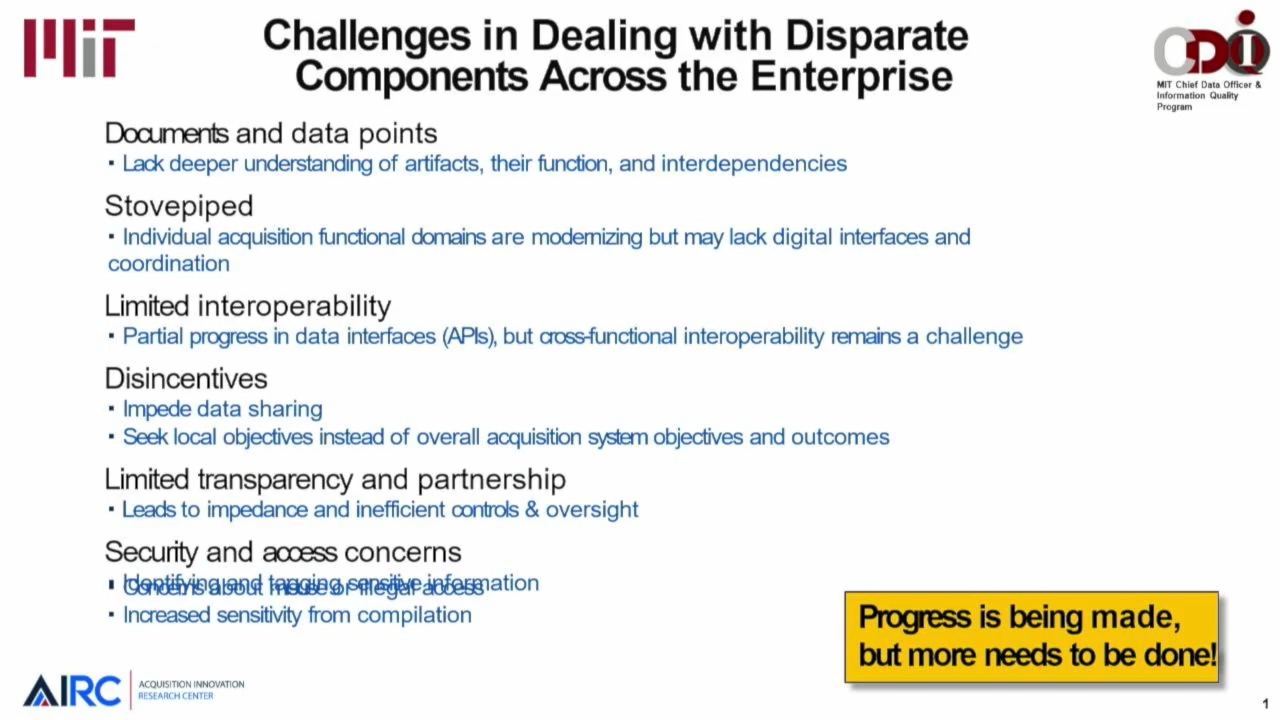 MIT
Challenges in Dealing with Disparate
Components Across the Enterprise
CDIQ
MIT Chief Data Officer &
Information Quality
Program
Documents and data points
▪ Lack deeper understanding of artifacts, their function, and interdependencies
Stovepiped
▪ Individual acquisition functional domains are modernizing but may lack digital interfaces and
coordination
Limited interoperability
▪ Partial progress in data interfaces (APIs), but cross-functional interoperability remains a challenge
Disincentives
▪ Impede data sharing
▪ Seek local objectives instead of overall acquisition system objectives and outcomes
Limited transparency and partnership
▪ Leads to impedance and inefficient controls & oversight
Security and access concerns
▪ Identifying and tagging sensitive information
▪ Concerns about misuse or illegal access
▪ Increased sensitivity from compilation
Progress is being made,
but more needs to be done!
AIRC
ACQUISITION INNOVATION
RESEARCH CENTER
1